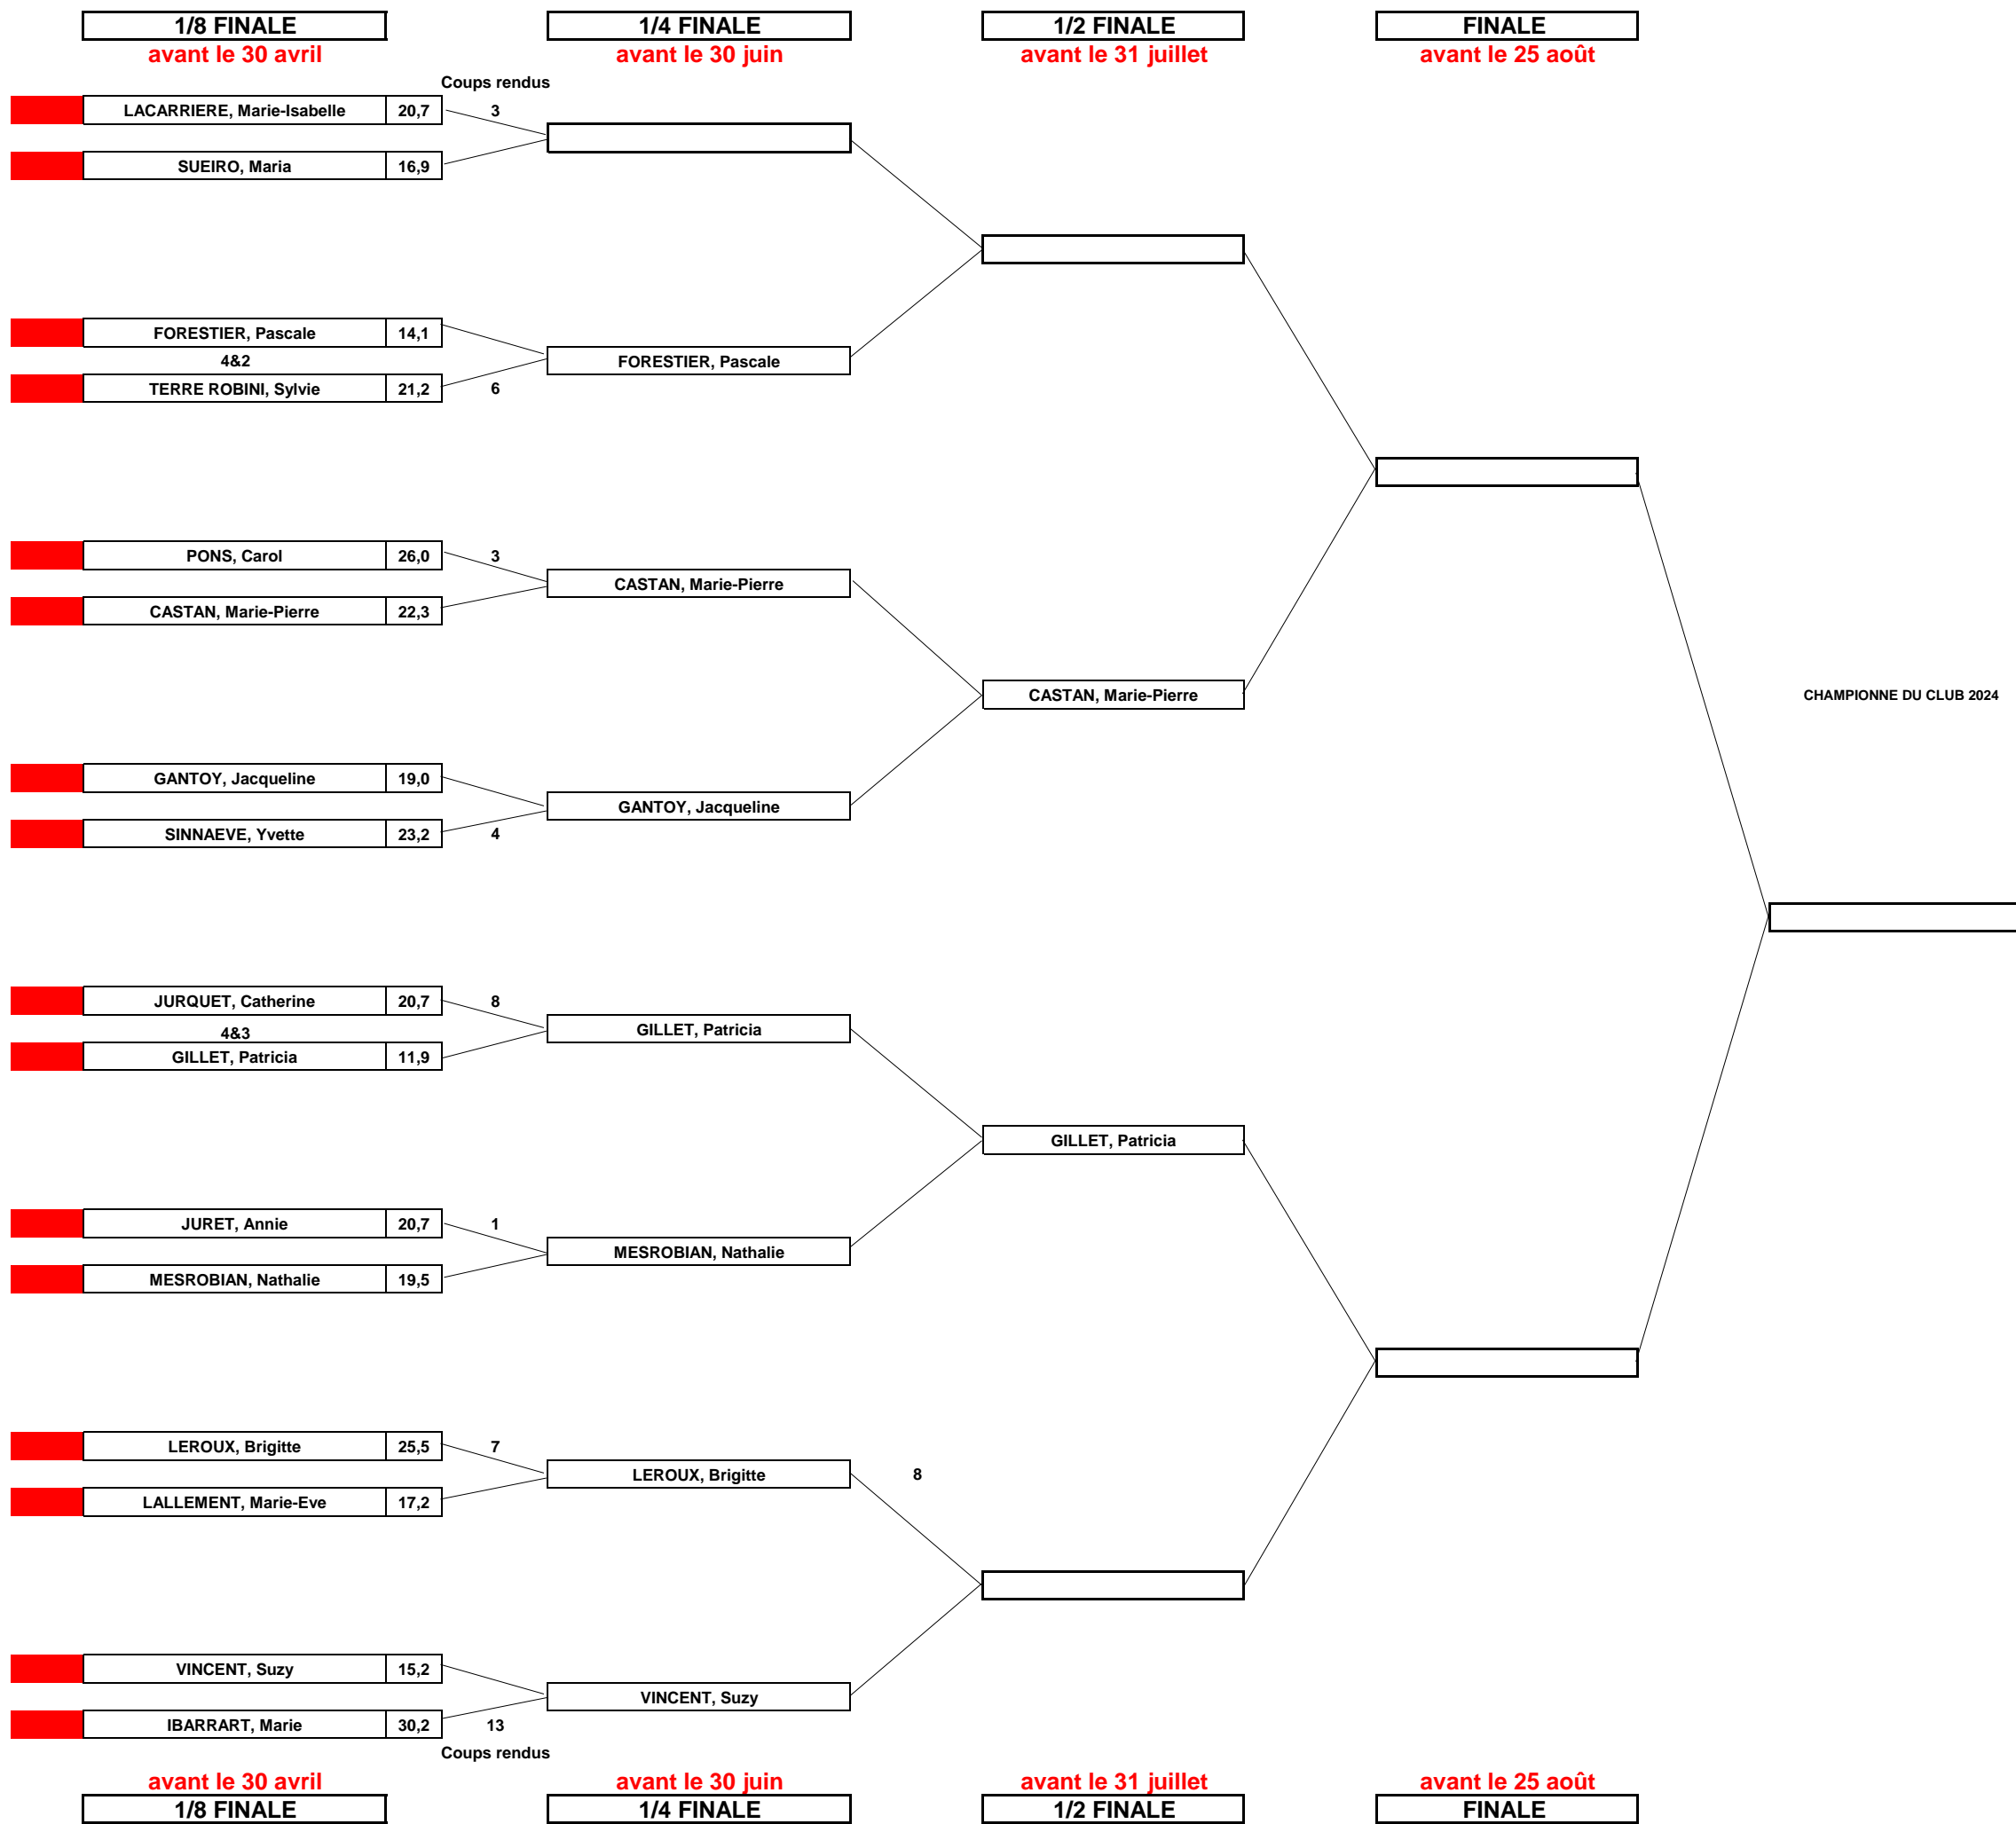 1/8 FINALE 1/4 FINALE 1/2 FINALE FINALE
avant le 30 avril avant le 30 juin avant le 31 juillet avant le 25 août
Coups rendus
LACARRIERE, Marie-Isabelle 20,7 3
SUEIRO, Maria 16,9
FORESTIER, Pascale 14,1
4&2 FORESTIER, Pascale
TERRE ROBINI, Sylvie 21,2 6
PONS, Carol 26,0 3
CASTAN, Marie-Pierre
CASTAN, Marie-Pierre 22,3
CASTAN, Marie-Pierre CHAMPIONNE DU CLUB 2024
GANTOY, Jacqueline 19,0
GANTOY, Jacqueline
SINNAEVE, Yvette 23,2 4
JURQUET, Catherine 20,7 8
4&3 GILLET, Patricia
GILLET, Patricia 11,9
GILLET, Patricia
JURET, Annie 20,7 1
MESROBIAN, Nathalie
MESROBIAN, Nathalie 19,5
LEROUX, Brigitte 25,5 7
LEROUX, Brigitte 8
LALLEMENT, Marie-Eve 17,2
VINCENT, Suzy 15,2
VINCENT, Suzy
IBARRART, Marie 30,2 13
Coups rendus
avant le 30 avril avant le 30 juin avant le 31 juillet avant le 25 août
1/8 FINALE 1/4 FINALE 1/2 FINALE FINALE